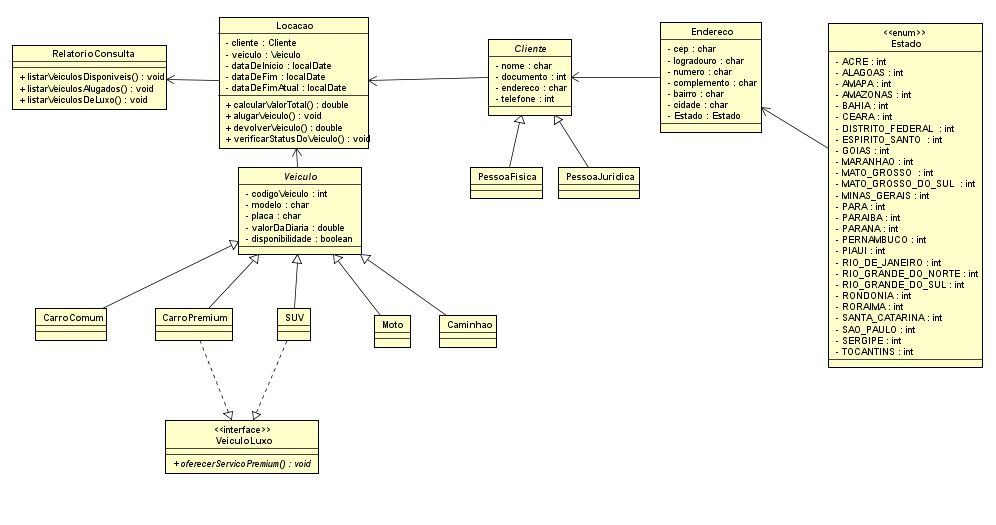 RelatorioConsulta
+ listarVeiculosDisponiveis() : void
+ listarVeiculosAlugados() : void
+ listarVeiculosDeLuxo() : void
Locacao
- cliente : Cliente
- veiculo : Veiculo
- dataDeInicio : localDate
- dataDeFim : localDate
- dataDeFimAtual : localDate
+ calcularValorTotal() : double
+ alugarVeiculo() : void
+ devolverVeiculo() : double
+ verificarStatusDoVeiculo() : void
Cliente
- nome : char
- documento : int
- endereco : char
- telefone : int
Endereco
- cep : char
- logradouro : char
- numero : char
- complemento : char
- bairro : char
- cidade : char
- Estado : Estado
<<enum>>
Estado
- ACRE : int
- ALAGOAS : int
- AMAPA : int
- AMAZONAS : int
- BAHIA : int
- CEARA : int
- DISTRITO_FEDERAL : int
- ESPIRITO_SANTO : int
- GOIAS : int
- MARANHAO : int
- MATO_GROSSO : int
- MATO_GROSSO_DO_SUL : int
- MINAS_GERAIS : int
- PARA : int
- PARAIBA : int
- PARANA : int
- PERNAMBUCO : int
- PIAUI : int
- RIO_DE_JANEIRO : int
- RIO_GRANDE_DO_NORTE : int
- RIO_GRANDE_DO_SUL : int
- RONDONIA : int
- RORAIMA : int
- SANTA_CATARINA : int
- SAO_PAULO : int
- SERGIPE : int
- TOCANTINS : int
Veiculo
- codigoVeiculo : int
- modelo : char
- placa : char
- valorDaDiaria : double
- disponibilidade : boolean
PessoaFisica
PessoaJuridica
CarroComum
CarroPremium
SUV
Moto
Caminhao
<<interface>>
VeiculoLuxo
+ oferecerServicoPremium() : void